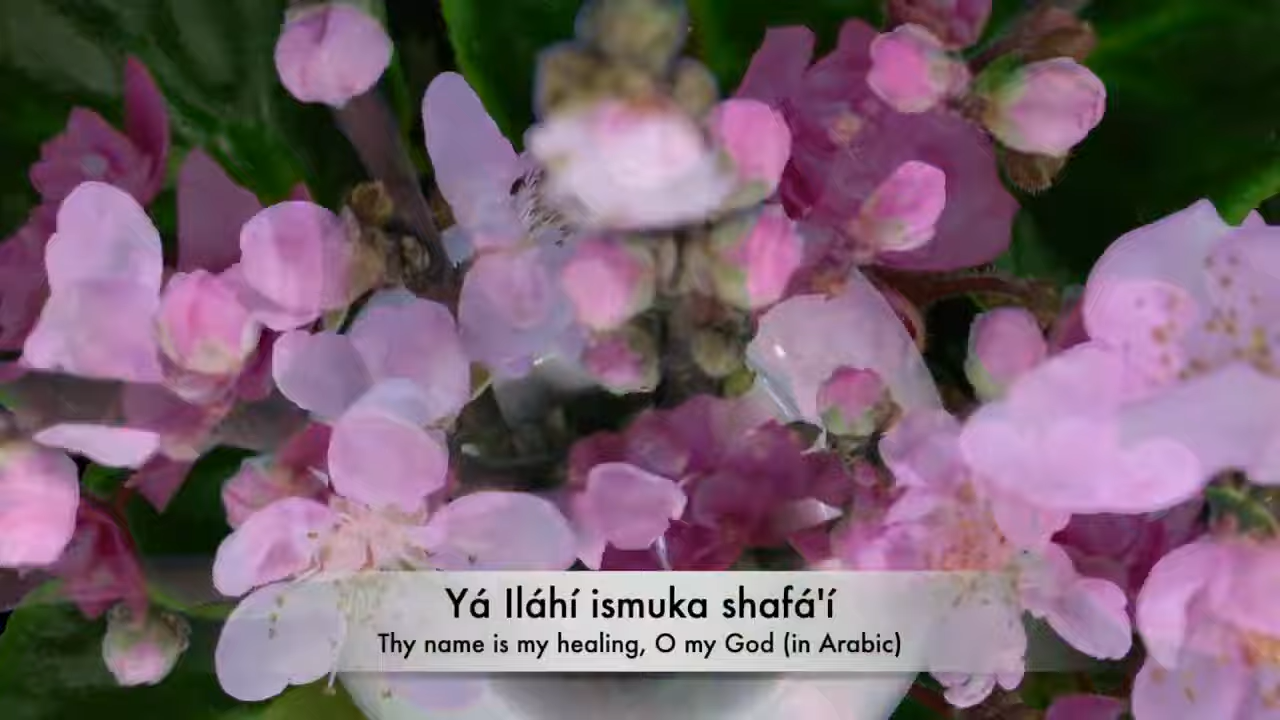 Yá Iláhí ismuka shafá'í
Thy name is my healing, O my God (in Arabic)